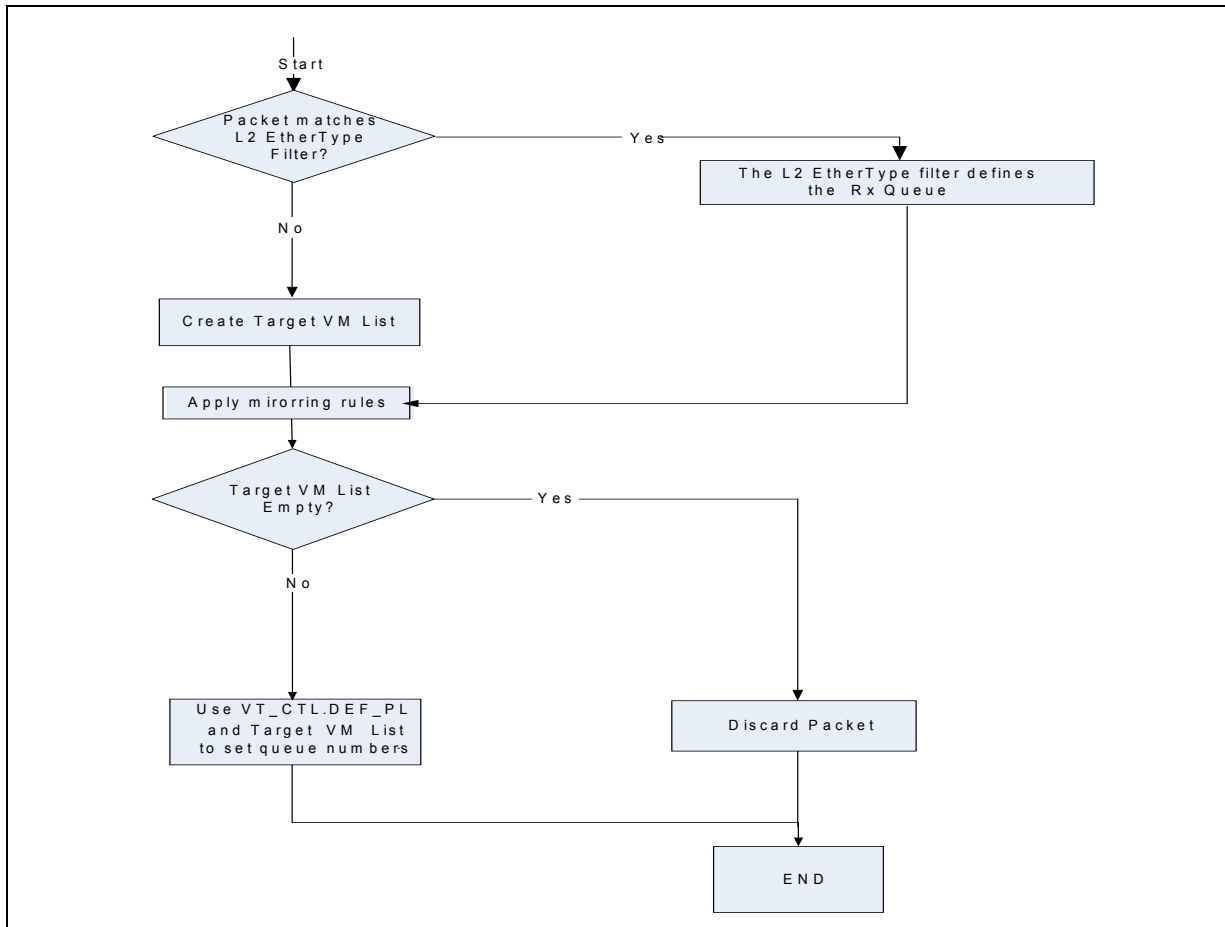 Start
Packet matches
L2 EtherType
Filter?
Yes
The L2 EtherType filter defines
the Rx Queue
No
Create Target VM List
Apply mirorring rules
Target VM List
Empty?
Yes
No
Use VT_CTL.DEF_PL
and Target VM List
to set queue numbers
Discard Packet
END